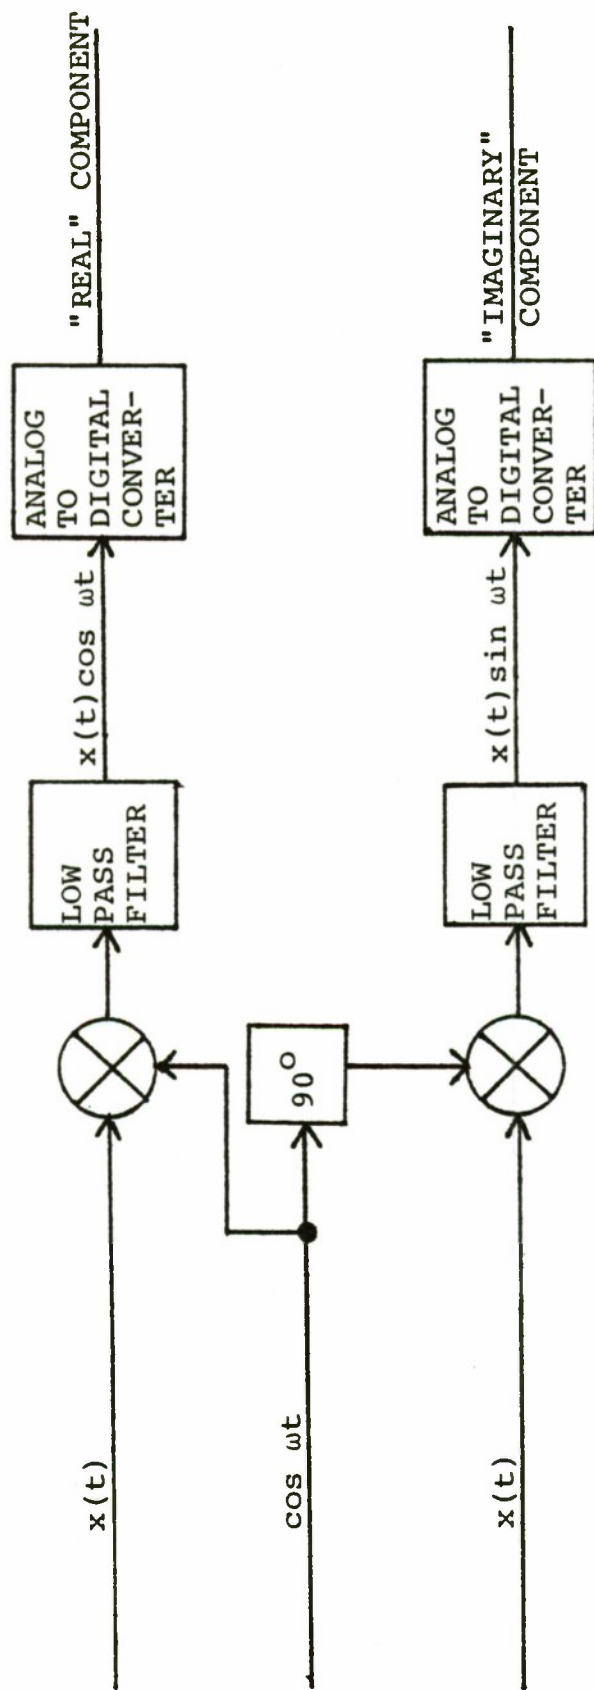 x(t)
LOW
PASS
FILTER
x(t)cos ωt
ANALOG
TO
DIGITAL
CONVER-
TER
"REAL" COMPONENT
cos ωt
90°
x(t)
LOW
PASS
FILTER
x(t)sin ωt
ANALOG
TO
DIGITAL
CONVER-
TER
"IMAGINARY"
COMPONENT